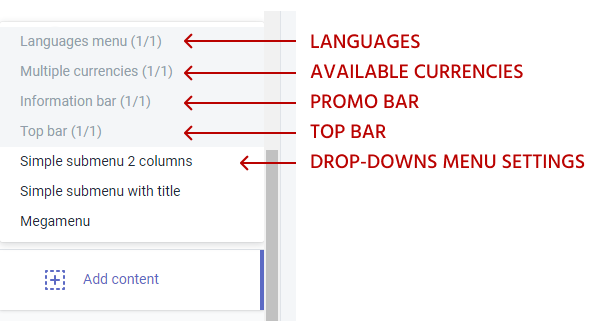 Languages menu (1/1) LANGUAGES
Multiple currencies (1/1) AVAILABLE CURRENCIES
Information bar (1/1) PROMO BAR
Top bar (1/1) TOP BAR
Simple submenu 2 columns DROP-DOWNS MENU SETTINGS
Simple submenu with title
Megamenu
Add content